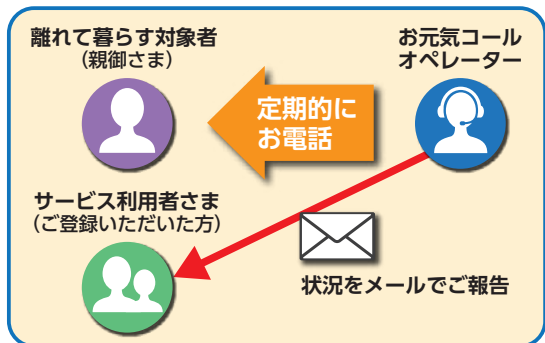 離れて暮らす対象者
（親御さま）
お元気コール
オペレーター
定期的に
お電話
サービス利用者さま
（ご登録いただいた方）
状況をメールでご報告